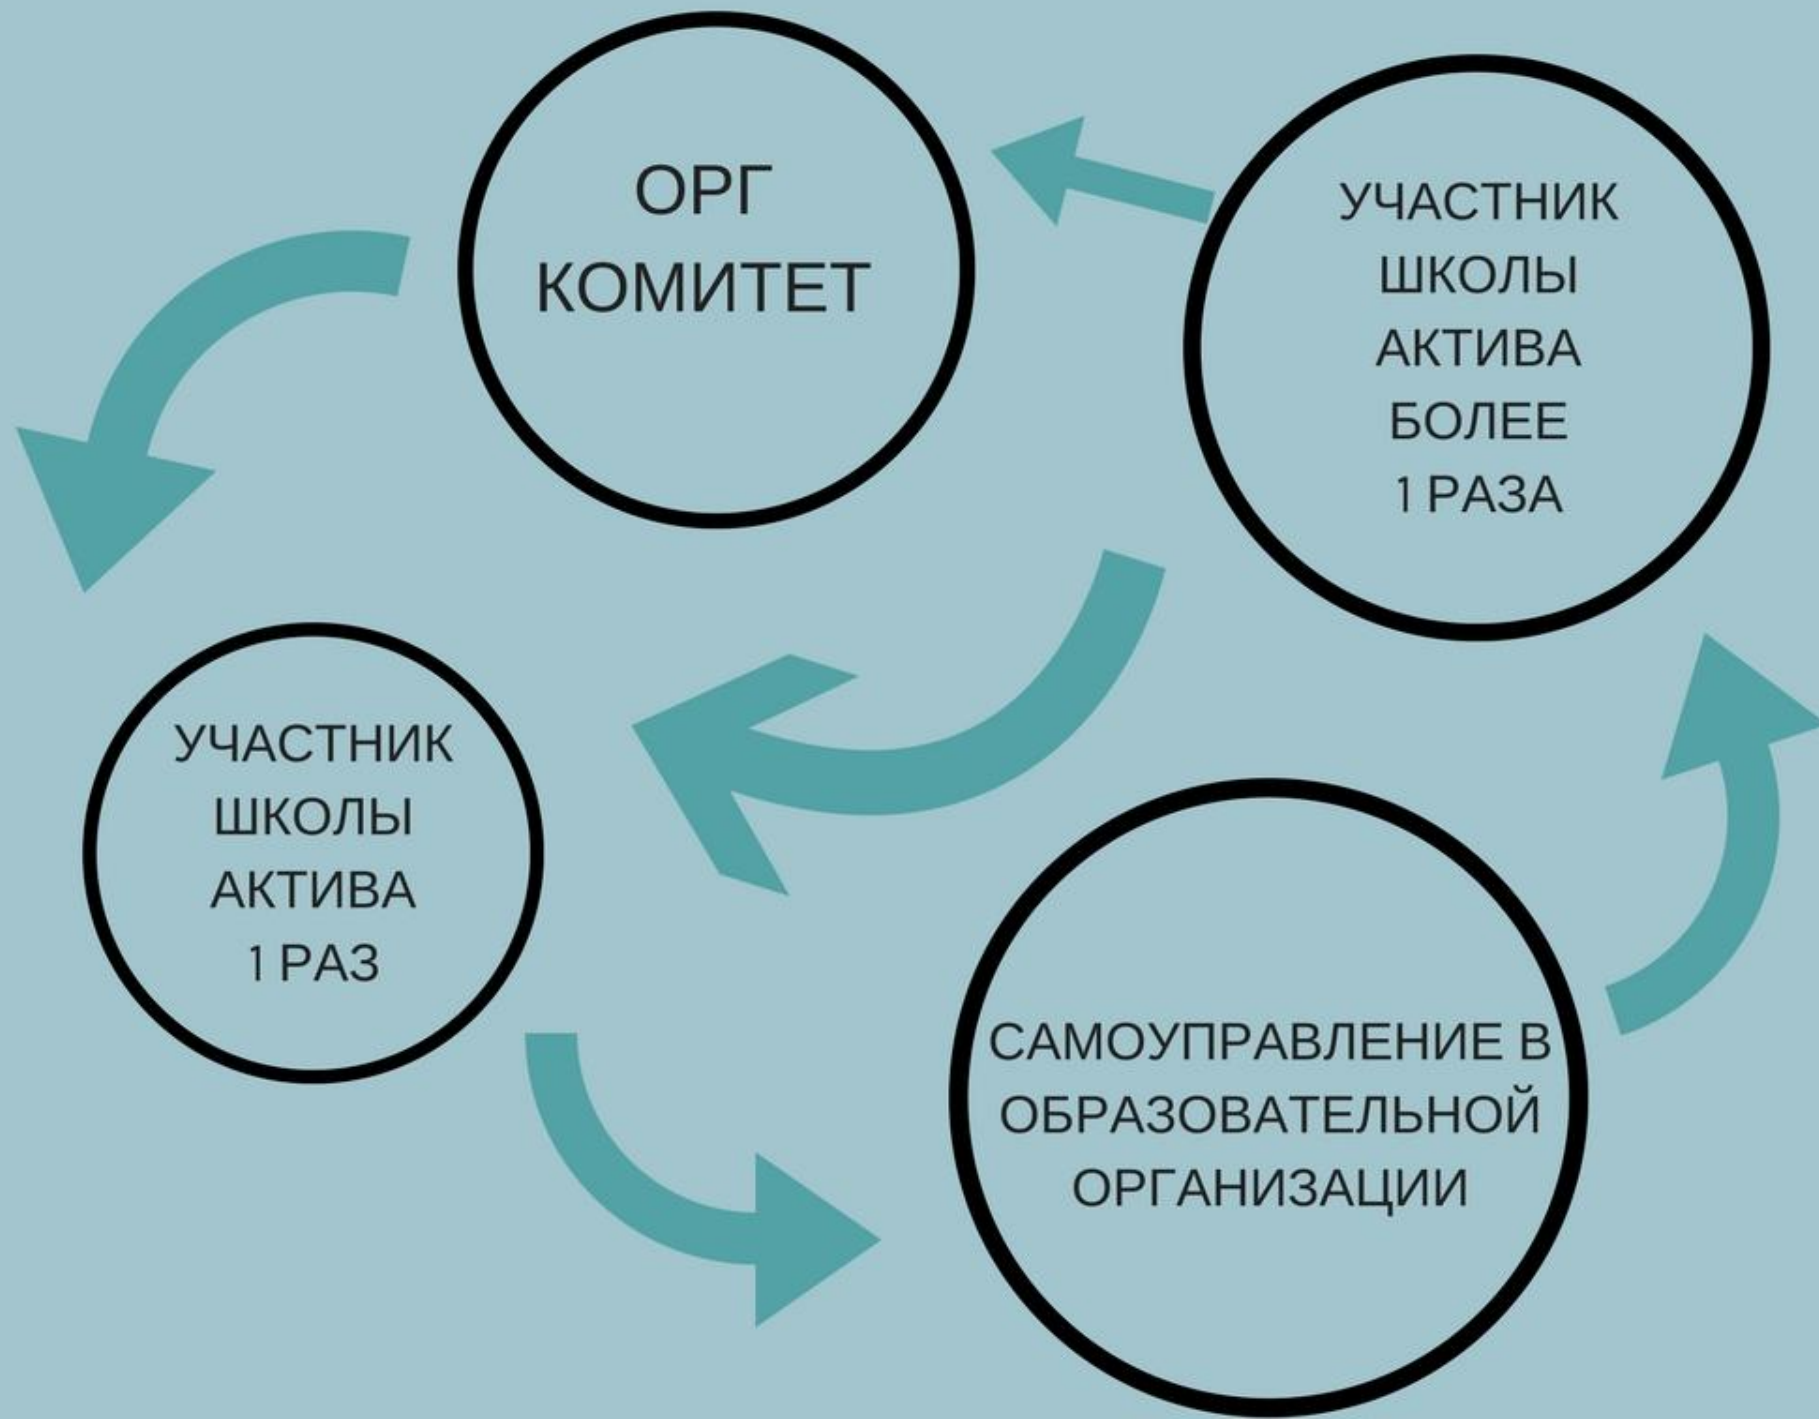 ОРГ
КОМИТЕТ
УЧАСТНИК
ШКОЛЫ
АКТИВА
БОЛЕЕ
1 РАЗА
УЧАСТНИК
ШКОЛЫ
АКТИВА
1 РАЗ
САМОУПРАВЛЕНИЕ В
ОБРАЗОВАТЕЛЬНОЙ
ОРГАНИЗАЦИИ